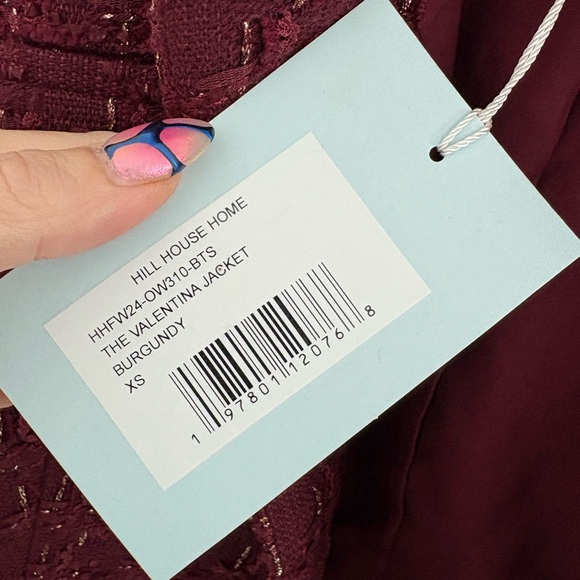 HILL HOUSE HOME
HHFW24-OW310-BTS
THE VALENTINA JACKET
BURGUNDY
XS
1 97801 12076 8